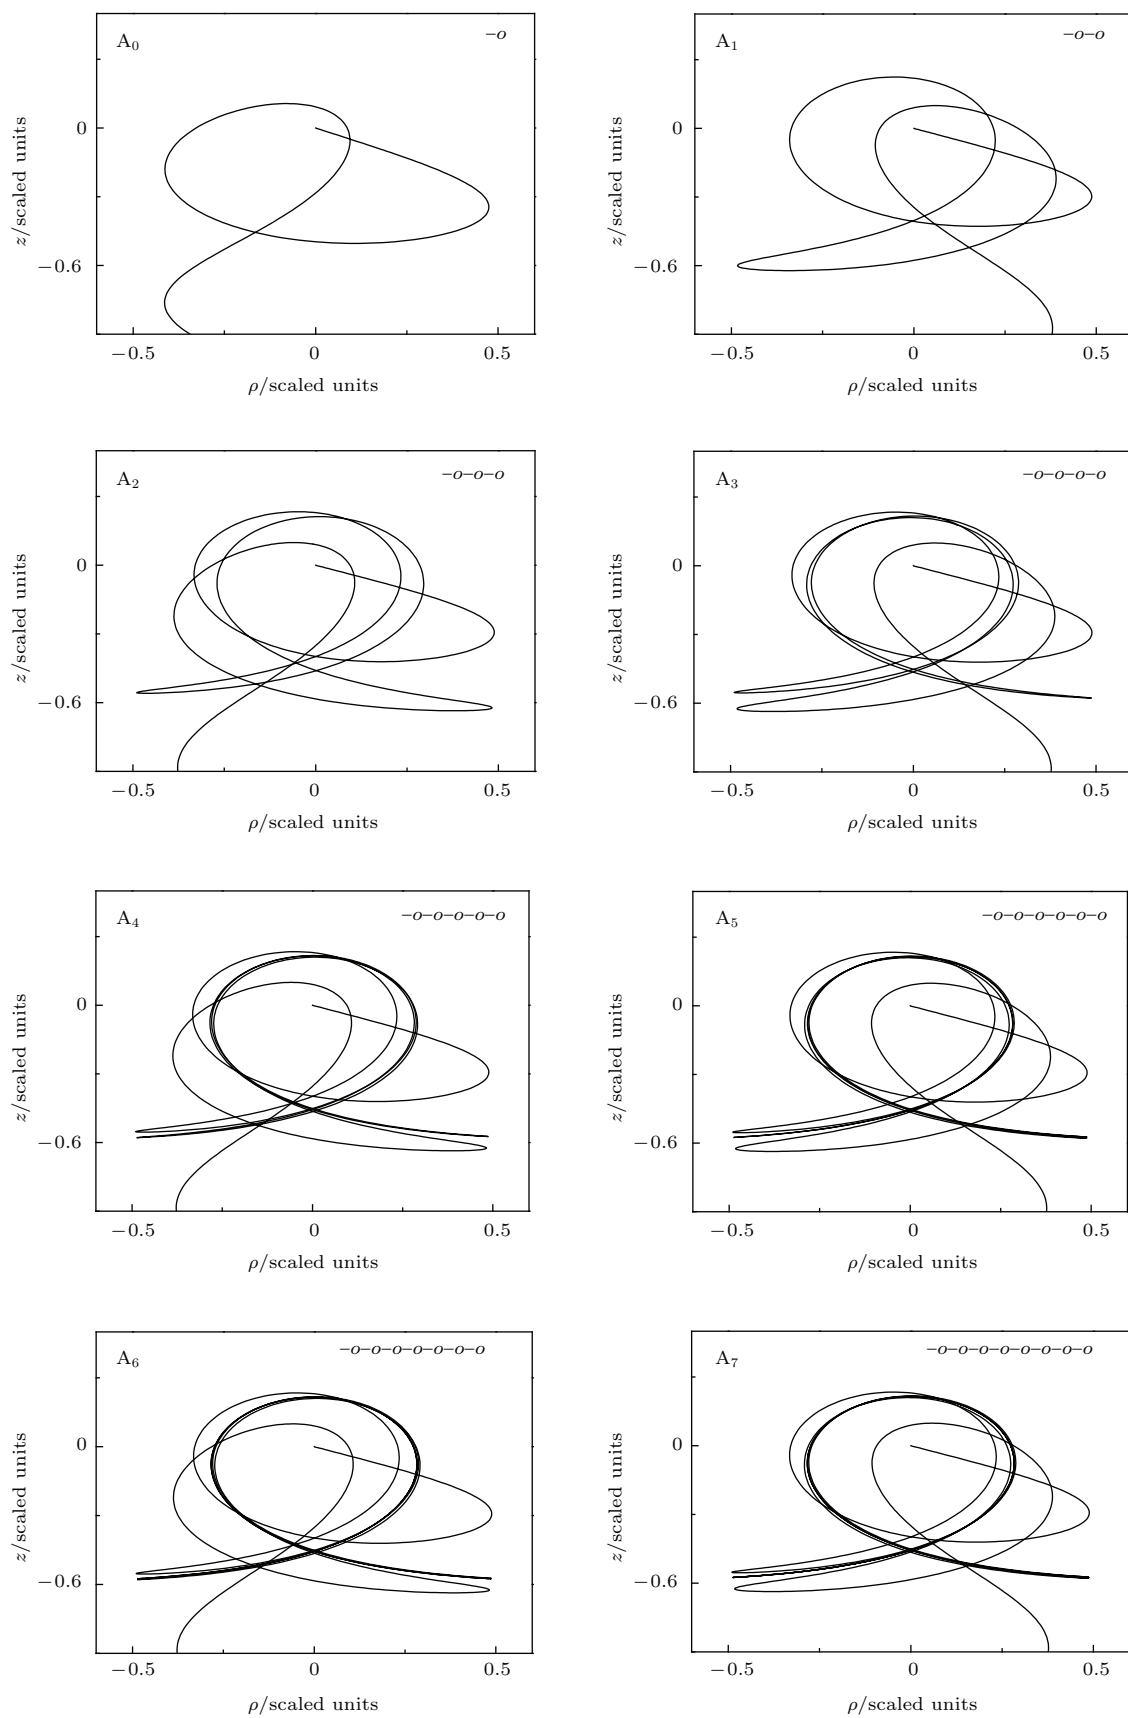 A₀ –o
z/scaled units
0
−0.6
−0.5 0 0.5
ρ/scaled units
A₁ –o–o
z/scaled units
0
−0.6
−0.5 0 0.5
ρ/scaled units
A₂ –o–o–o
z/scaled units
0
−0.6
−0.5 0 0.5
ρ/scaled units
A₃ –o–o–o–o
z/scaled units
0
−0.6
−0.5 0 0.5
ρ/scaled units
A₄ –o–o–o–o–o
z/scaled units
0
−0.6
−0.5 0 0.5
ρ/scaled units
A₅ –o–o–o–o–o–o
z/scaled units
0
−0.6
−0.5 0 0.5
ρ/scaled units
A₆ –o–o–o–o–o–o–o
z/scaled units
0
−0.6
−0.5 0 0.5
ρ/scaled units
A₇ –o–o–o–o–o–o–o–o
z/scaled units
0
−0.6
−0.5 0 0.5
ρ/scaled units